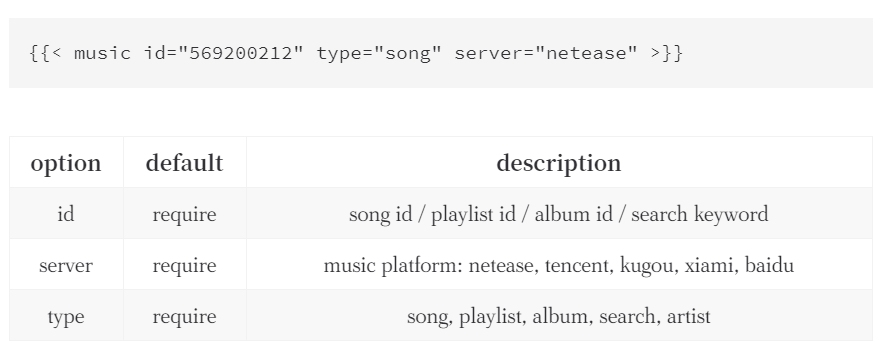 {{< music id="569200212" type="song" server="netease" >}}
option default description
id require song id / playlist id / album id / search keyword
server require music platform: netease, tencent, kugou, xiami, baidu
type require song, playlist, album, search, artist